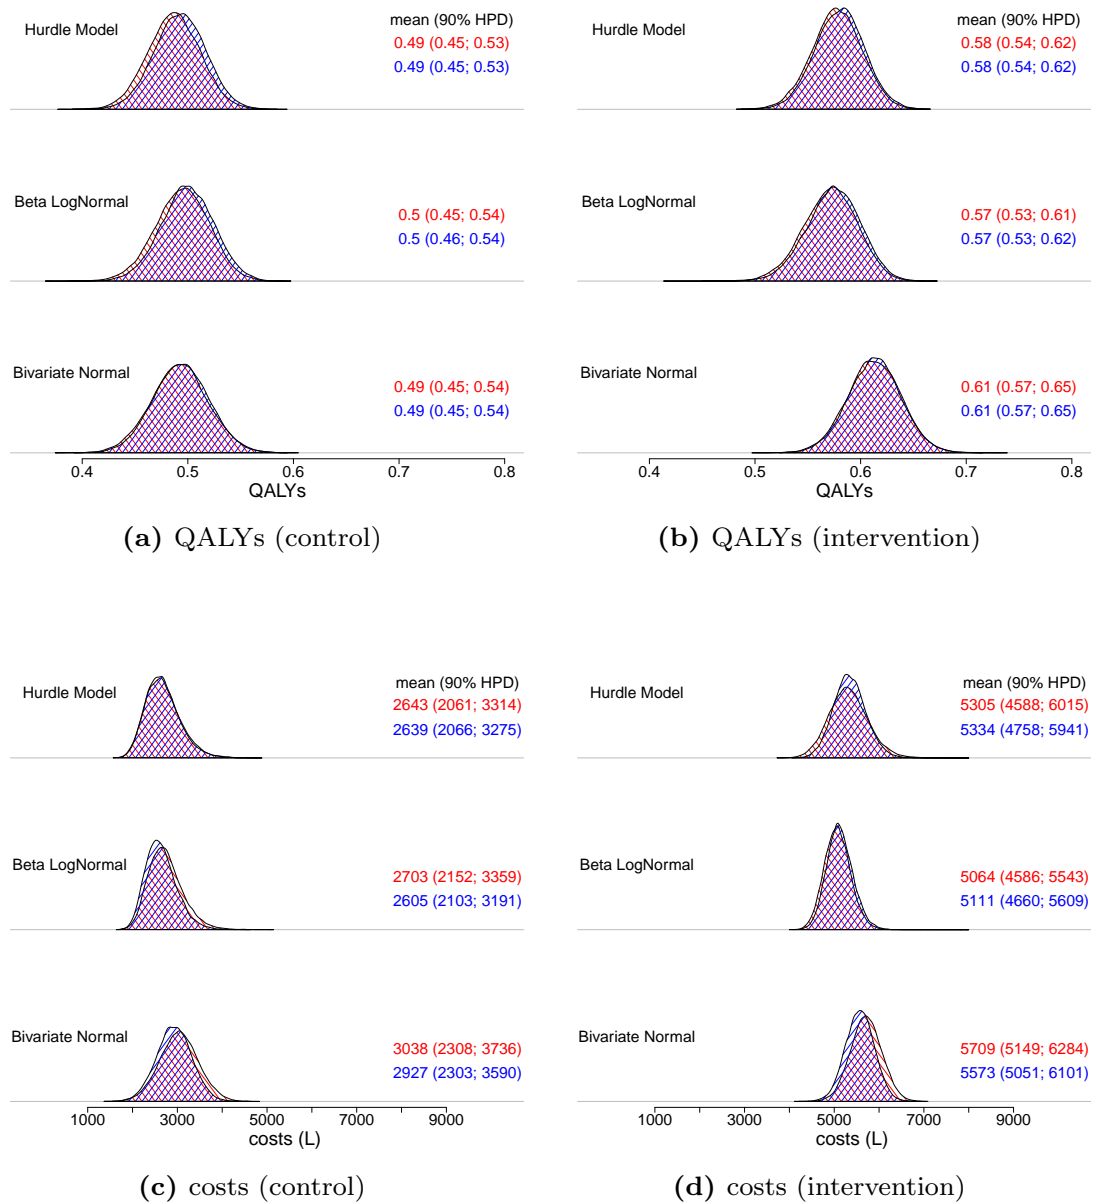 Hurdle Model
mean (90% HPD)
0.49 (0.45; 0.53)
0.49 (0.45; 0.53)
Beta LogNormal
0.5 (0.45; 0.54)
0.5 (0.46; 0.54)
Bivariate Normal
0.49 (0.45; 0.54)
0.49 (0.45; 0.54)
0.4 0.5 0.6 0.7 0.8
QALYs
(a) QALYs (control)
Hurdle Model
mean (90% HPD)
0.58 (0.54; 0.62)
0.58 (0.54; 0.62)
Beta LogNormal
0.57 (0.53; 0.61)
0.57 (0.53; 0.62)
Bivariate Normal
0.61 (0.57; 0.65)
0.61 (0.57; 0.65)
0.4 0.5 0.6 0.7 0.8
QALYs
(b) QALYs (intervention)
Hurdle Model
mean (90% HPD)
2643 (2061; 3314)
2639 (2066; 3275)
Beta LogNormal
2703 (2152; 3359)
2605 (2103; 3191)
Bivariate Normal
3038 (2308; 3736)
2927 (2303; 3590)
1000 3000 5000 7000 9000
costs (L)
(c) costs (control)
Hurdle Model
mean (90% HPD)
5305 (4588; 6015)
5334 (4758; 5941)
Beta LogNormal
5064 (4586; 5543)
5111 (4660; 5609)
Bivariate Normal
5709 (5149; 6284)
5573 (5051; 6101)
1000 3000 5000 7000 9000
costs (L)
(d) costs (intervention)